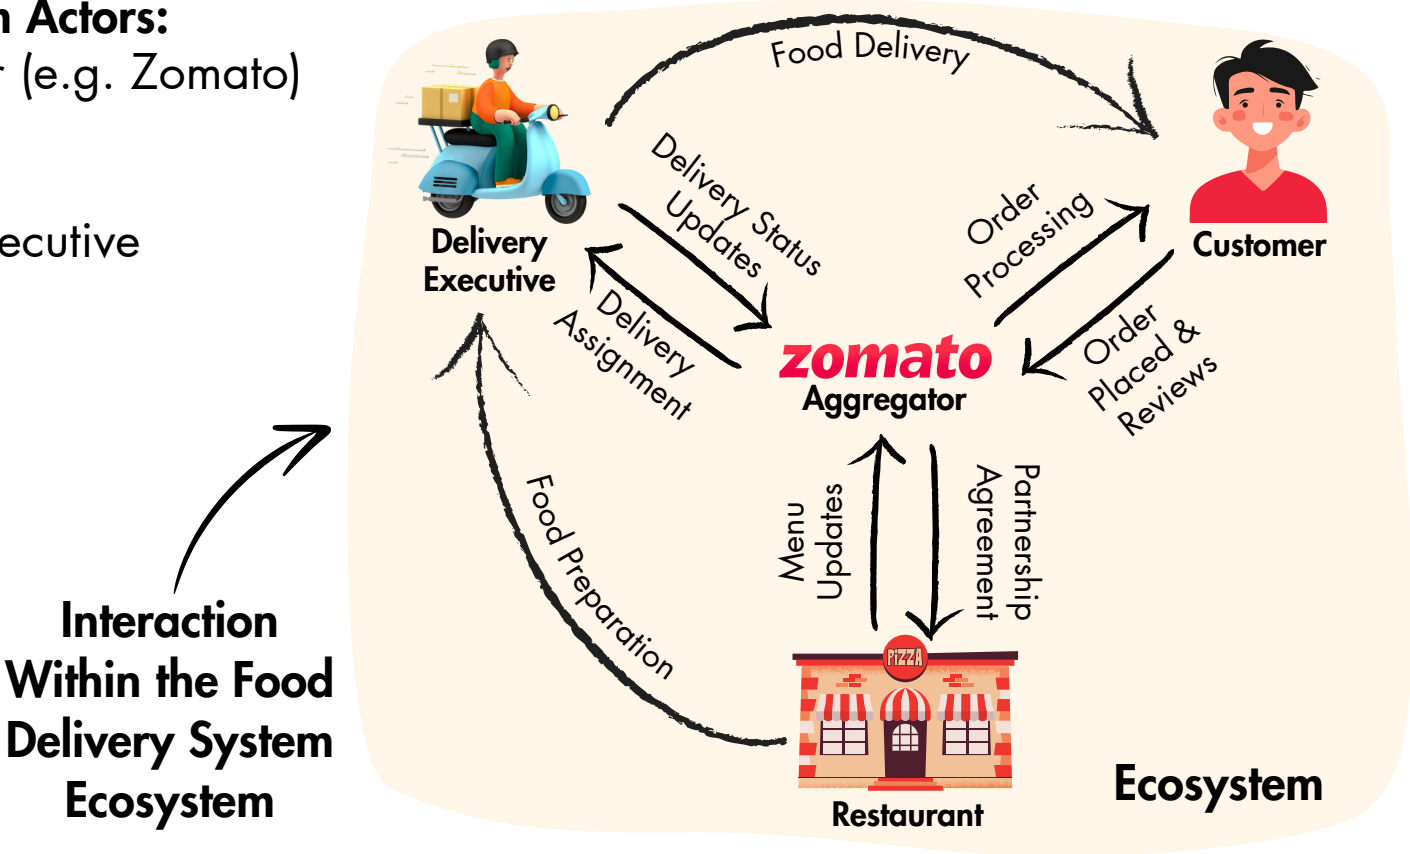 Actors:
(e.g. Zomato)
Interaction
Within the Food
Delivery System
Ecosystem
Food Delivery
Delivery
Executive
Delivery Status
Updates
Delivery
Assignment
Order
Processing
Customer
Order
Placed &
Reviews
zomato
Aggregator
Food Preparation
Menu
Updates
Partnership
Agreement
PIZZA
Restaurant
Ecosystem